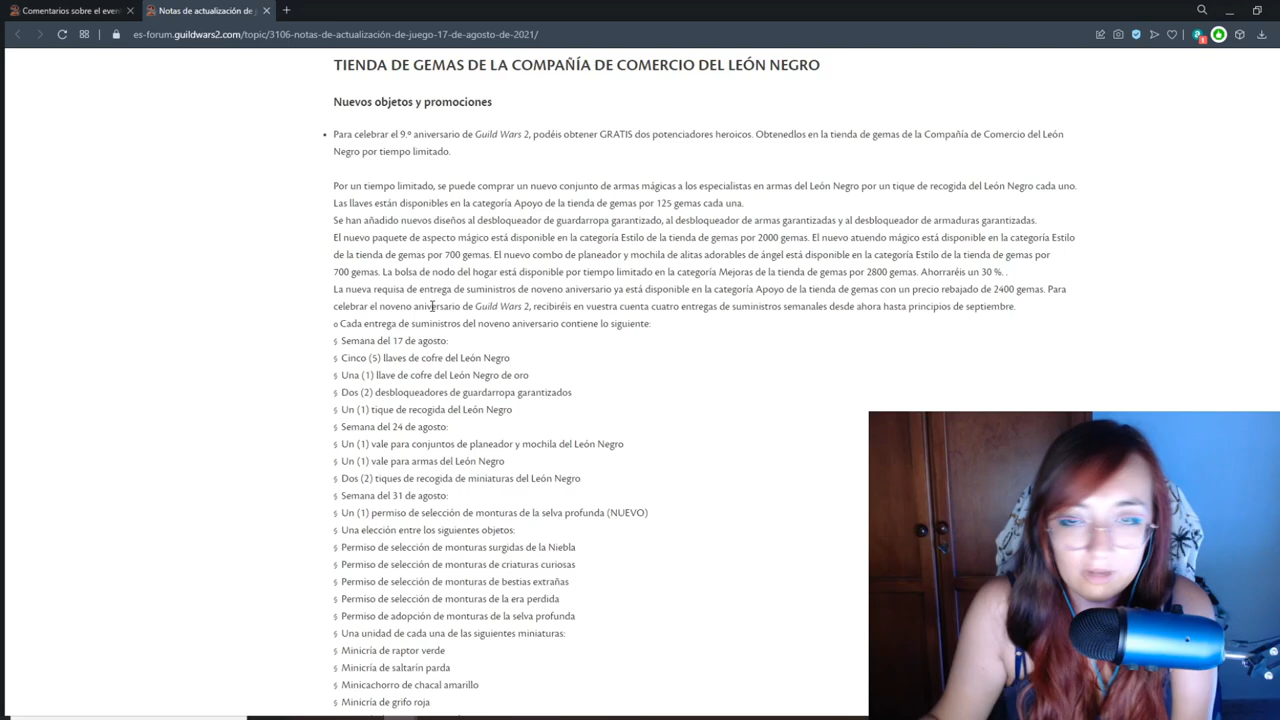 Comentarios sobre el even
Notas de actualización de j
es-forum.guildwars2.com/topic/3106-notas-de-actualización-de-juego-17-de-agosto-de-2021/
TIENDA DE GEMAS DE LA COMPAÑÍA DE COMERCIO DEL LEÓN NEGRO
Nuevos objetos y promociones
• Para celebrar el 9.º aniversario de Guild Wars 2, podéis obtener GRATIS dos potenciadores heroicos. Obtenedlos en la tienda de gemas de la Compañía de Comercio del León
Negro por tiempo limitado.
Por un tiempo limitado, se puede comprar un nuevo conjunto de armas mágicas a los especialistas en armas del León Negro por un tique de recogida del León Negro cada uno.
Las llaves están disponibles en la categoría Apoyo de la tienda de gemas por 125 gemas cada una.
Se han añadido nuevos diseños al desbloqueador de guardarropa garantizado, al desbloqueador de armas garantizadas y al desbloqueador de armaduras garantizadas.
El nuevo paquete de aspecto mágico está disponible en la categoría Estilo de la tienda de gemas por 2000 gemas. El nuevo atuendo mágico está disponible en la categoría Estilo
de la tienda de gemas por 700 gemas. El nuevo combo de planeador y mochila de alitas adorables de ángel está disponible en la categoría Estilo de la tienda de gemas por
700 gemas. La bolsa de nodo del hogar está disponible por tiempo limitado en la categoría Mejoras de la tienda de gemas por 2800 gemas. Ahorraréis un 30 %. .
La nueva requisa de entrega de suministros de noveno aniversario ya está disponible en la categoría Apoyo de la tienda de gemas con un precio rebajado de 2400 gemas. Para
celebrar el noveno aniversario de Guild Wars 2, recibiréis en vuestra cuenta cuatro entregas de suministros semanales desde ahora hasta principios de septiembre.
o Cada entrega de suministros del noveno aniversario contiene lo siguiente:
§ Semana del 17 de agosto:
§ Cinco (5) llaves de cofre del León Negro
§ Una (1) llave de cofre del León Negro de oro
§ Dos (2) desbloqueadores de guardarropa garantizados
§ Un (1) tique de recogida del León Negro
§ Semana del 24 de agosto:
§ Un (1) vale para conjuntos de planeador y mochila del León Negro
§ Un (1) vale para armas del León Negro
§ Dos (2) tiques de recogida de miniaturas del León Negro
§ Semana del 31 de agosto:
§ Un (1) permiso de selección de monturas de la selva profunda (NUEVO)
§ Una elección entre los siguientes objetos:
§ Permiso de selección de monturas surgidas de la Niebla
§ Permiso de selección de monturas de criaturas curiosas
§ Permiso de selección de monturas de bestias extrañas
§ Permiso de selección de monturas de la era perdida
§ Permiso de adopción de monturas de la selva profunda
§ Una unidad de cada una de las siguientes miniaturas:
§ Minicría de raptor verde
§ Minicría de saltarín parda
§ Minicachorro de chacal amarillo
§ Minicría de grifo roja